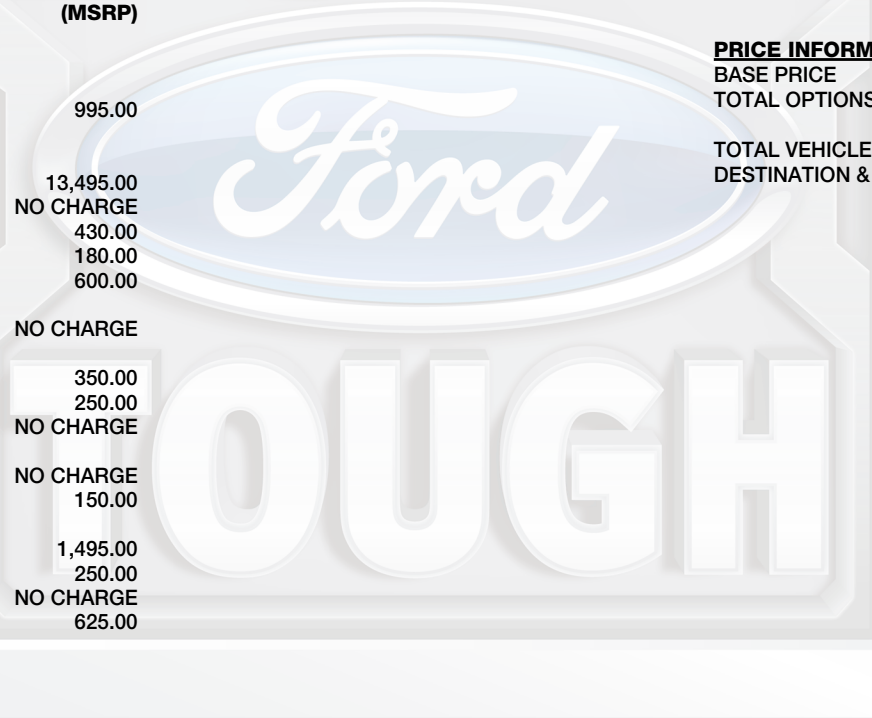 (MSRP)
995.00
13,495.00
NO CHARGE
430.00
180.00
600.00
NO CHARGE
350.00
250.00
NO CHARGE
NO CHARGE
150.00
1,495.00
250.00
NO CHARGE
625.00
PRICE INFORM
BASE PRICE
TOTAL OPTIONS
TOTAL VEHICLE
DESTINATION &
Ford
TOUGH